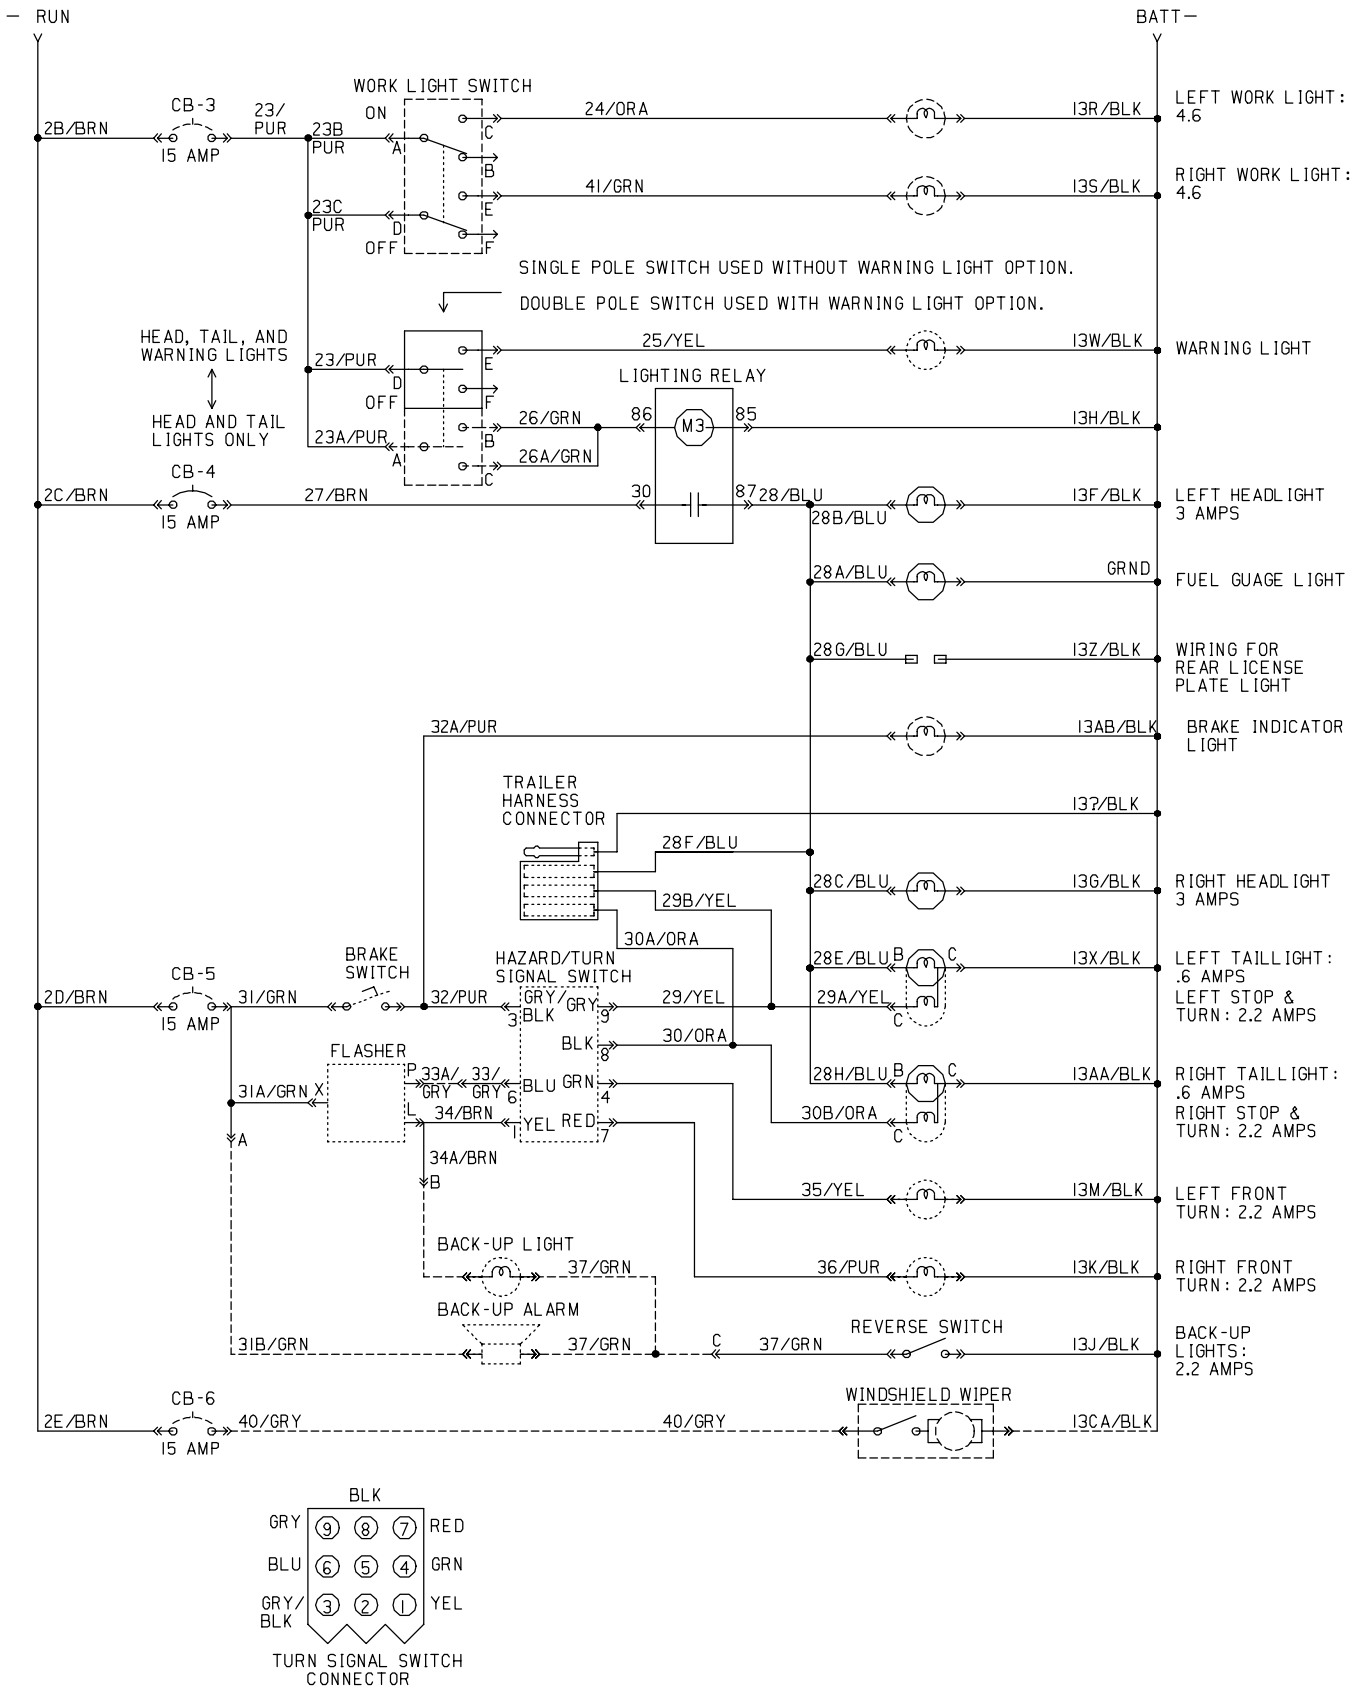 — RUN
BATT—
WORK LIGHT SWITCH
CB-3
23/
PUR
ON
24/ORA
13R/BLK
LEFT WORK LIGHT:
4.6
2B/BRN
15 AMP
23B
PUR
A
C
B
41/GRN
13S/BLK
RIGHT WORK LIGHT:
4.6
23C
PUR
D
OFF
E
F
SINGLE POLE SWITCH USED WITHOUT WARNING LIGHT OPTION.
DOUBLE POLE SWITCH USED WITH WARNING LIGHT OPTION.
HEAD, TAIL, AND
WARNING LIGHTS
23/PUR
D
OFF
E
F
25/YEL
13W/BLK
WARNING LIGHT
LIGHTING RELAY
HEAD AND TAIL
LIGHTS ONLY
23A/PUR
A
B
C
26/GRN
26A/GRN
86
M3
85
13H/BLK
CB-4
2C/BRN
15 AMP
27/BRN
30
87
28/BLU
28B/BLU
13F/BLK
LEFT HEADLIGHT
3 AMPS
28A/BLU
GRND
FUEL GUAGE LIGHT
28G/BLU
13Z/BLK
WIRING FOR
REAR LICENSE
PLATE LIGHT
32A/PUR
13AB/BLK
BRAKE INDICATOR
LIGHT
TRAILER
HARNESS
CONNECTOR
13?/BLK
28F/BLU
28C/BLU
13G/BLK
RIGHT HEADLIGHT
3 AMPS
29B/YEL
30A/ORA
BRAKE
SWITCH
HAZARD/TURN
SIGNAL SWITCH
28E/BLU
B
C
13X/BLK
LEFT TAILLIGHT:
.6 AMPS
CB-5
2D/BRN
15 AMP
31/GRN
32/PUR
3
GRY/
BLK
GRY
9
29/YEL
29A/YEL
C
LEFT STOP &
TURN: 2.2 AMPS
BLK
8
30/ORA
FLASHER
31A/GRN
X
P
33A/
GRY
33/
GRY
6
BLU
GRN
4
28H/BLU
B
C
13AA/BLK
RIGHT TAILLIGHT:
.6 AMPS
A
L
34/BRN
1
YEL
RED
7
30B/ORA
C
RIGHT STOP &
TURN: 2.2 AMPS
34A/BRN
B
35/YEL
13M/BLK
LEFT FRONT
TURN: 2.2 AMPS
BACK-UP LIGHT
37/GRN
36/PUR
13K/BLK
RIGHT FRONT
TURN: 2.2 AMPS
BACK-UP ALARM
31B/GRN
37/GRN
C
37/GRN
REVERSE SWITCH
13J/BLK
BACK-UP
LIGHTS:
2.2 AMPS
CB-6
2E/BRN
15 AMP
40/GRY
40/GRY
WINDSHIELD WIPER
13CA/BLK
BLK
GRY
9
8
7
RED
BLU
6
5
4
GRN
GRY/
BLK
3
2
1
YEL
TURN SIGNAL SWITCH
CONNECTOR